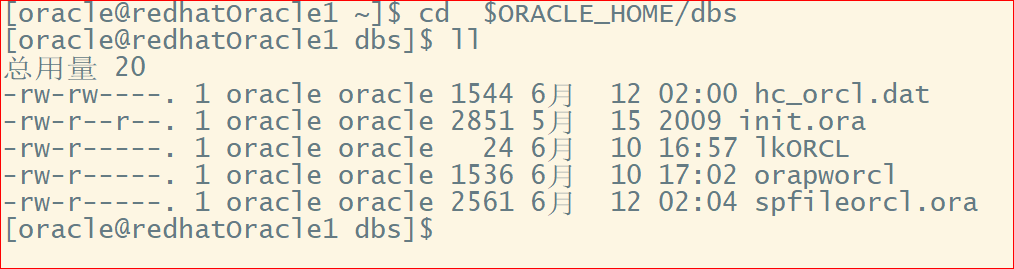 [oracle@redhatOracle1 ~]$ cd  $ORACLE_HOME/dbs
[oracle@redhatOracle1 dbs]$ ll
总用量 20
-rw-rw----. 1 oracle oracle 1544 6月  12 02:00 hc_orcl.dat
-rw-r--r--. 1 oracle oracle 2851 5月  15 2009 init.ora
-rw-r-----. 1 oracle oracle   24 6月  10 16:57 lkORCL
-rw-r-----. 1 oracle oracle 1536 6月  10 17:02 orapworcl
-rw-r-----. 1 oracle oracle 2561 6月  12 02:04 spfileorcl.ora
[oracle@redhatOracle1 dbs]$